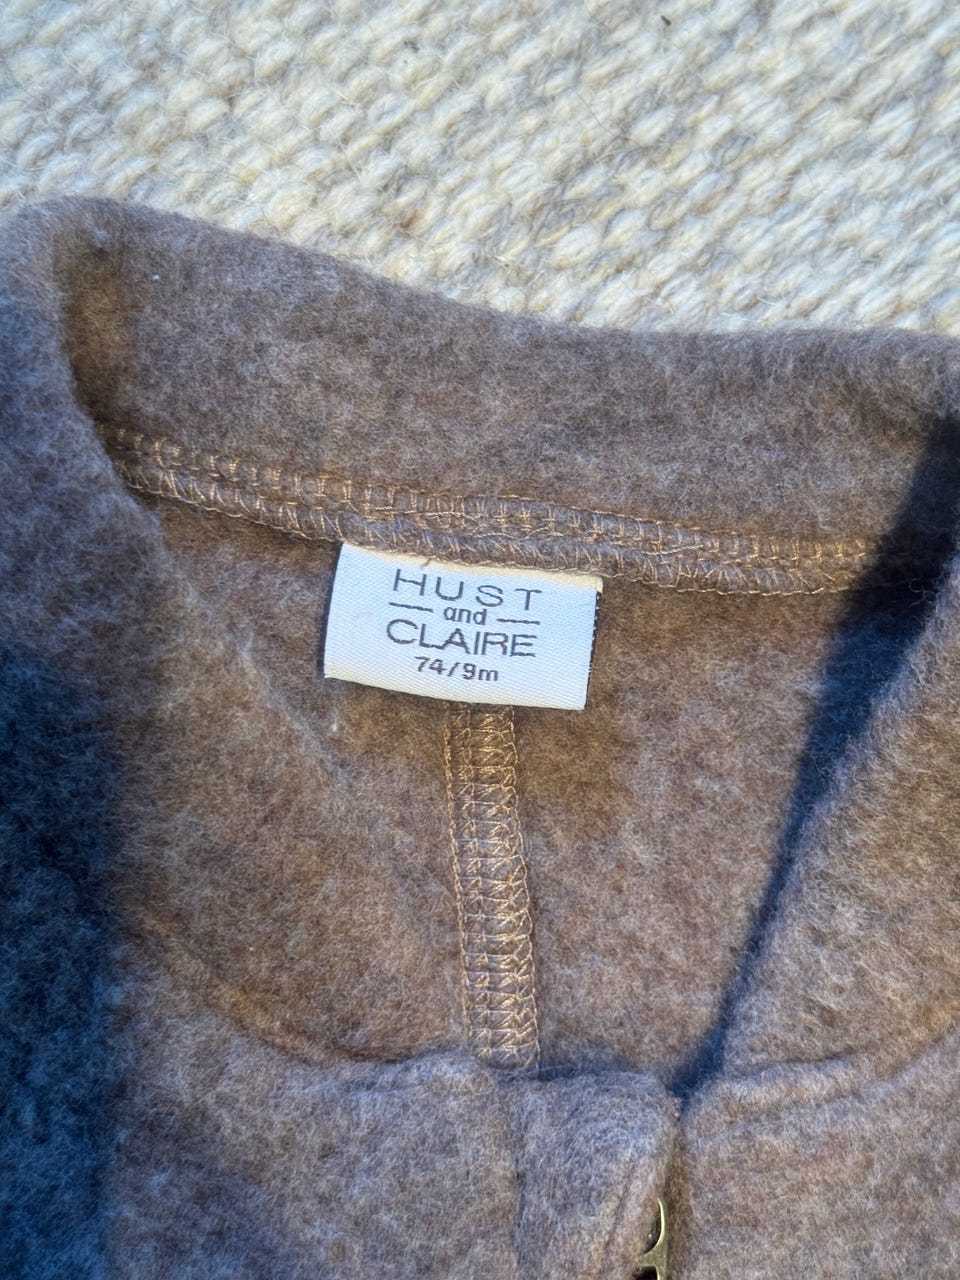 HUST
and
CLAIRE
74/9m